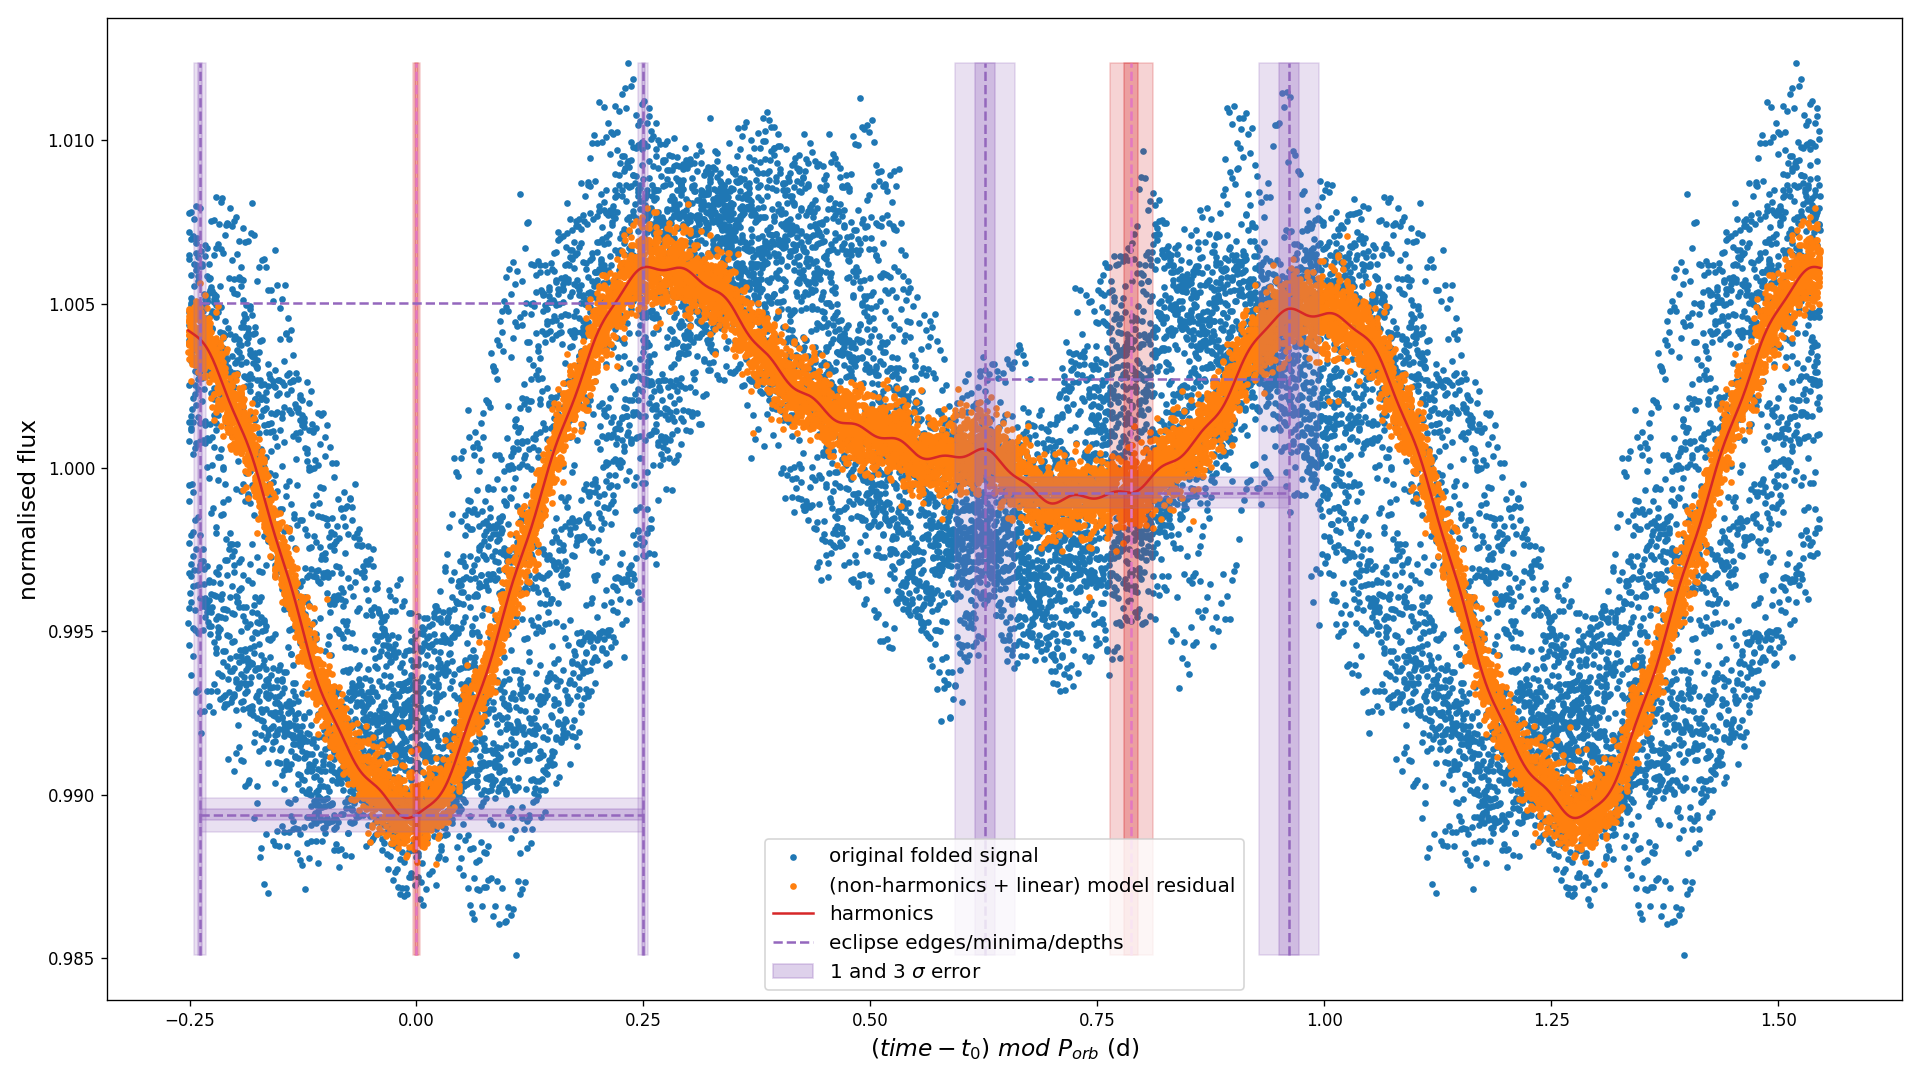 normalised flux
1.010
1.005
1.000
0.995
0.990
0.985
original folded signal
(non-harmonics + linear) model residual
harmonics
eclipse edges/minima/depths
1 and 3 σ error
−0.25
0.00
0.25
0.50
0.75
1.00
1.25
1.50
(time − t₀) mod Pₒᵣb (d)